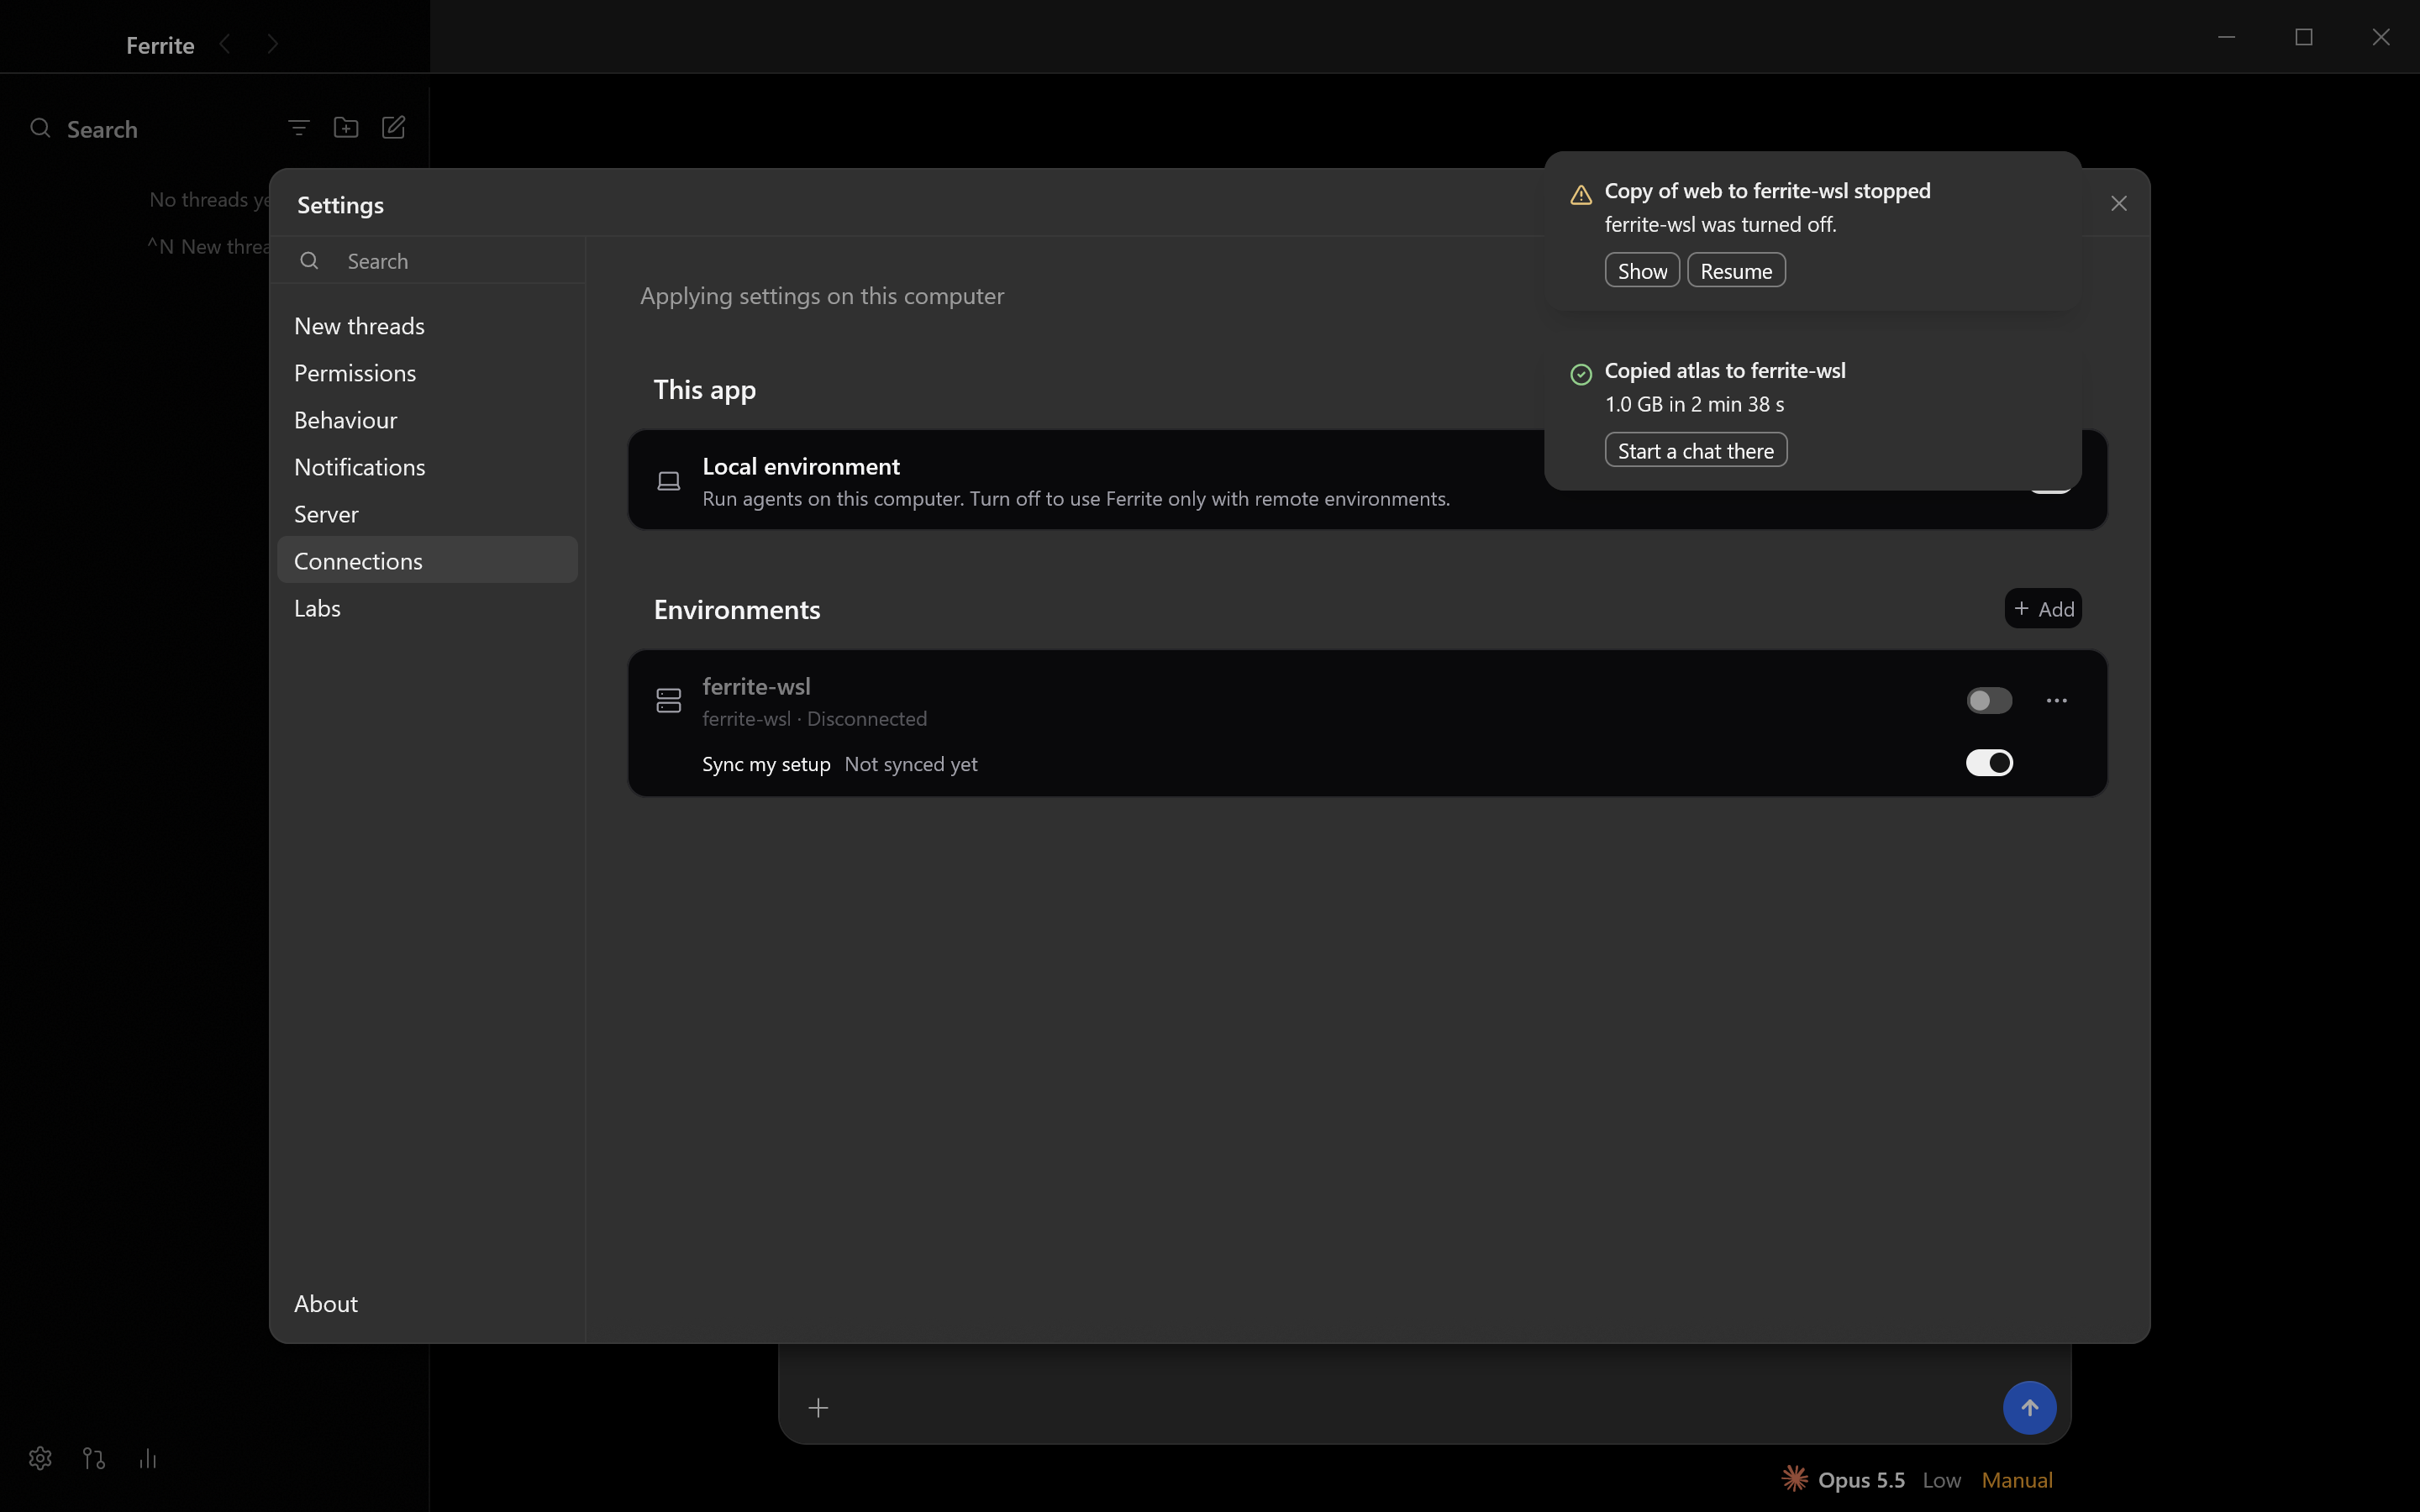 Ferrite
Search
No threads ye
^N New threa
Settings
Search
New threads
Permissions
Behaviour
Notifications
Server
Connections
Labs
About
Applying settings on this computer
This app
Local environment
Run agents on this computer. Turn off to use Ferrite only with remote environments.
Environments
+ Add
ferrite-wsl
ferrite-wsl · Disconnected
Sync my setup Not synced yet
Copy of web to ferrite-wsl stopped
ferrite-wsl was turned off.
Show Resume
Copied atlas to ferrite-wsl
1.0 GB in 2 min 38 s
Start a chat there
Opus 5.5 Low Manual